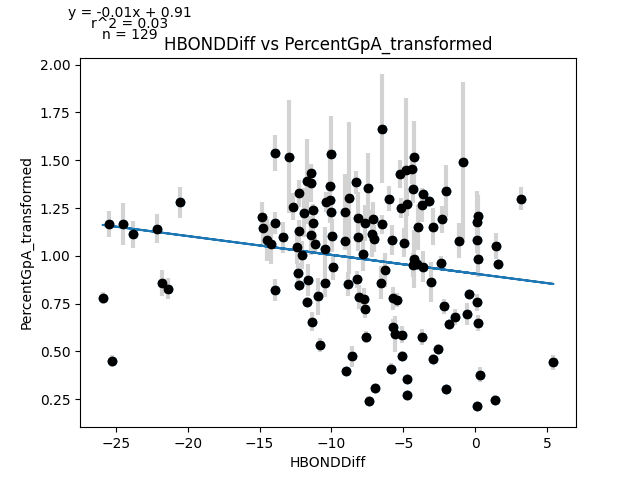 y = -0.01x + 0.91
r^2 = 0.03
n = 129
HBONDDiff vs PercentGpA_transformed
2.00
1.75
1.50
1.25
1.00
0.75
0.50
0.25
PercentGpA_transformed
−25 −20 −15 −10 −5 0 5
HBONDDiff